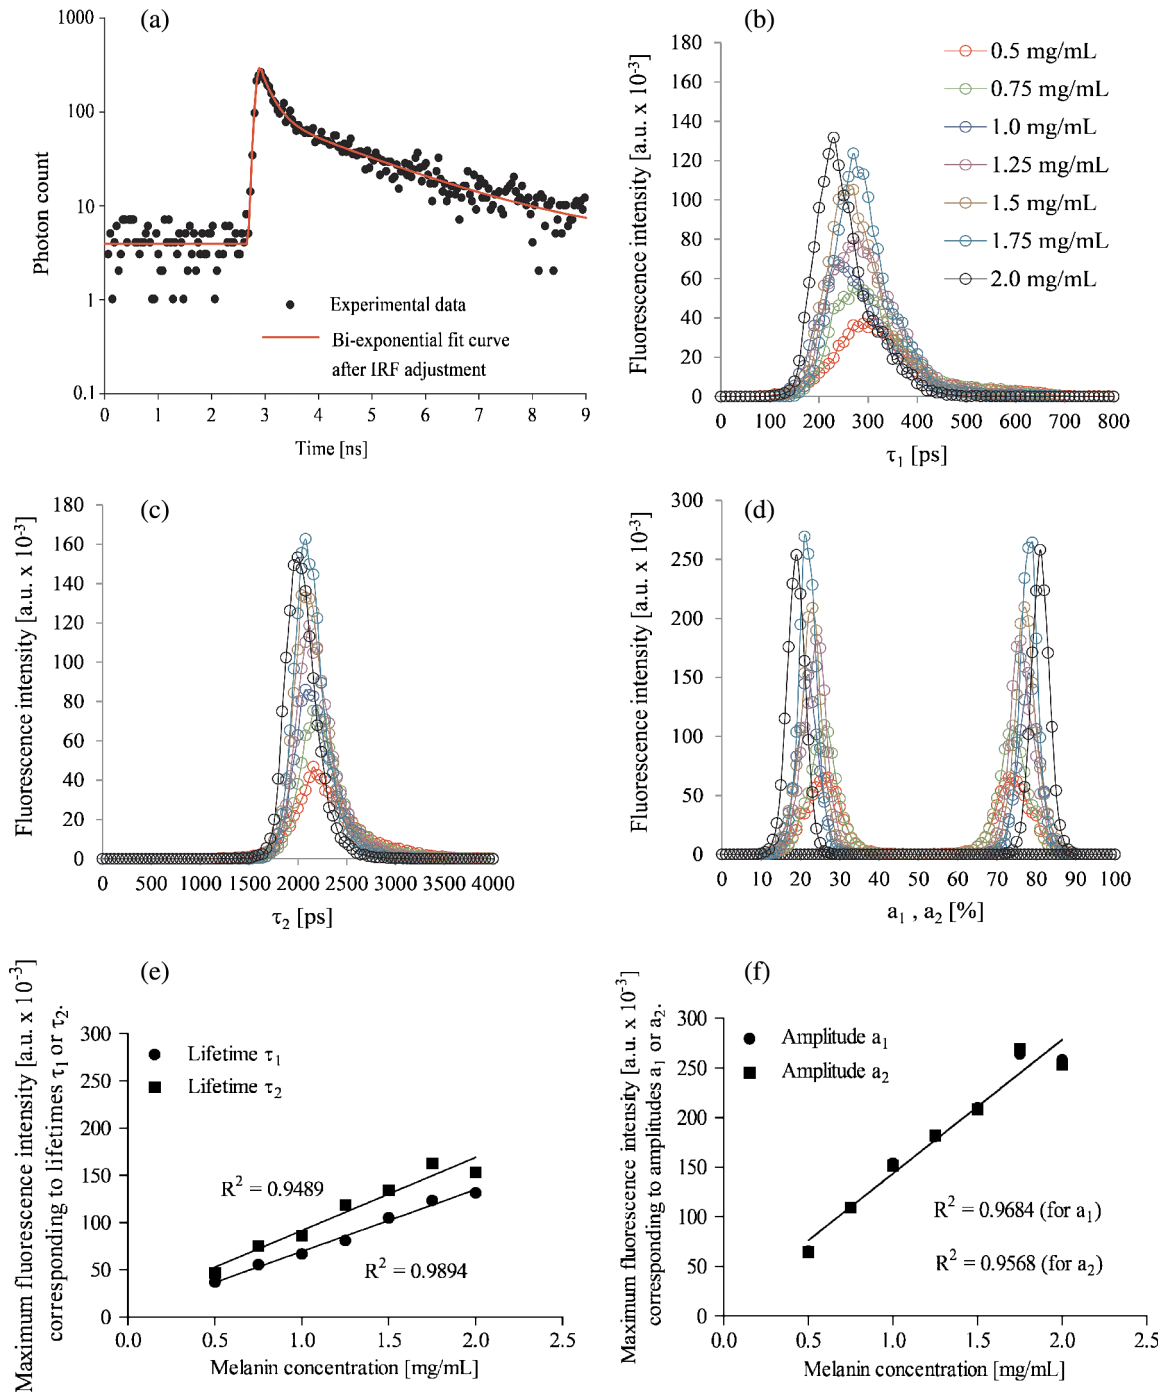 (a)
1000
100
10
1
0.1
Photon count
Experimental data
Bi-exponential fit curve
after IRF adjustment
0 1 2 3 4 5 6 7 8 9
Time [ns]
(b)
180
160
140
120
100
80
60
40
20
0
Fluorescence intensity [a.u. x 10⁻³]
0.5 mg/mL
0.75 mg/mL
1.0 mg/mL
1.25 mg/mL
1.5 mg/mL
1.75 mg/mL
2.0 mg/mL
0 100 200 300 400 500 600 700 800
τ₁ [ps]
(c)
180
160
140
120
100
80
60
40
20
0
Fluorescence intensity [a.u. x 10⁻³]
0 500 1000 1500 2000 2500 3000 3500 4000
τ₂ [ps]
(d)
300
250
200
150
100
50
0
Fluorescence intensity [a.u. x 10⁻³]
0 10 20 30 40 50 60 70 80 90 100
a₁ , a₂ [%]
(e)
Maximum fluorescence intensity [a.u. x 10⁻³]
corresponding to lifetimes τ₁ or τ₂.
300
250
200
150
100
50
0
Lifetime τ₁
Lifetime τ₂
R² = 0.9489
R² = 0.9894
0.0 0.5 1.0 1.5 2.0 2.5
Melanin concentration [mg/mL]
(f)
Maximum fluorescence intensity [a.u. x 10⁻³]
corresponding to amplitudes a₁ or a₂.
300
250
200
150
100
50
0
Amplitude a₁
Amplitude a₂
R² = 0.9684 (for a₁)
R² = 0.9568 (for a₂)
0.0 0.5 1.0 1.5 2.0 2.5
Melanin concentration [mg/mL]